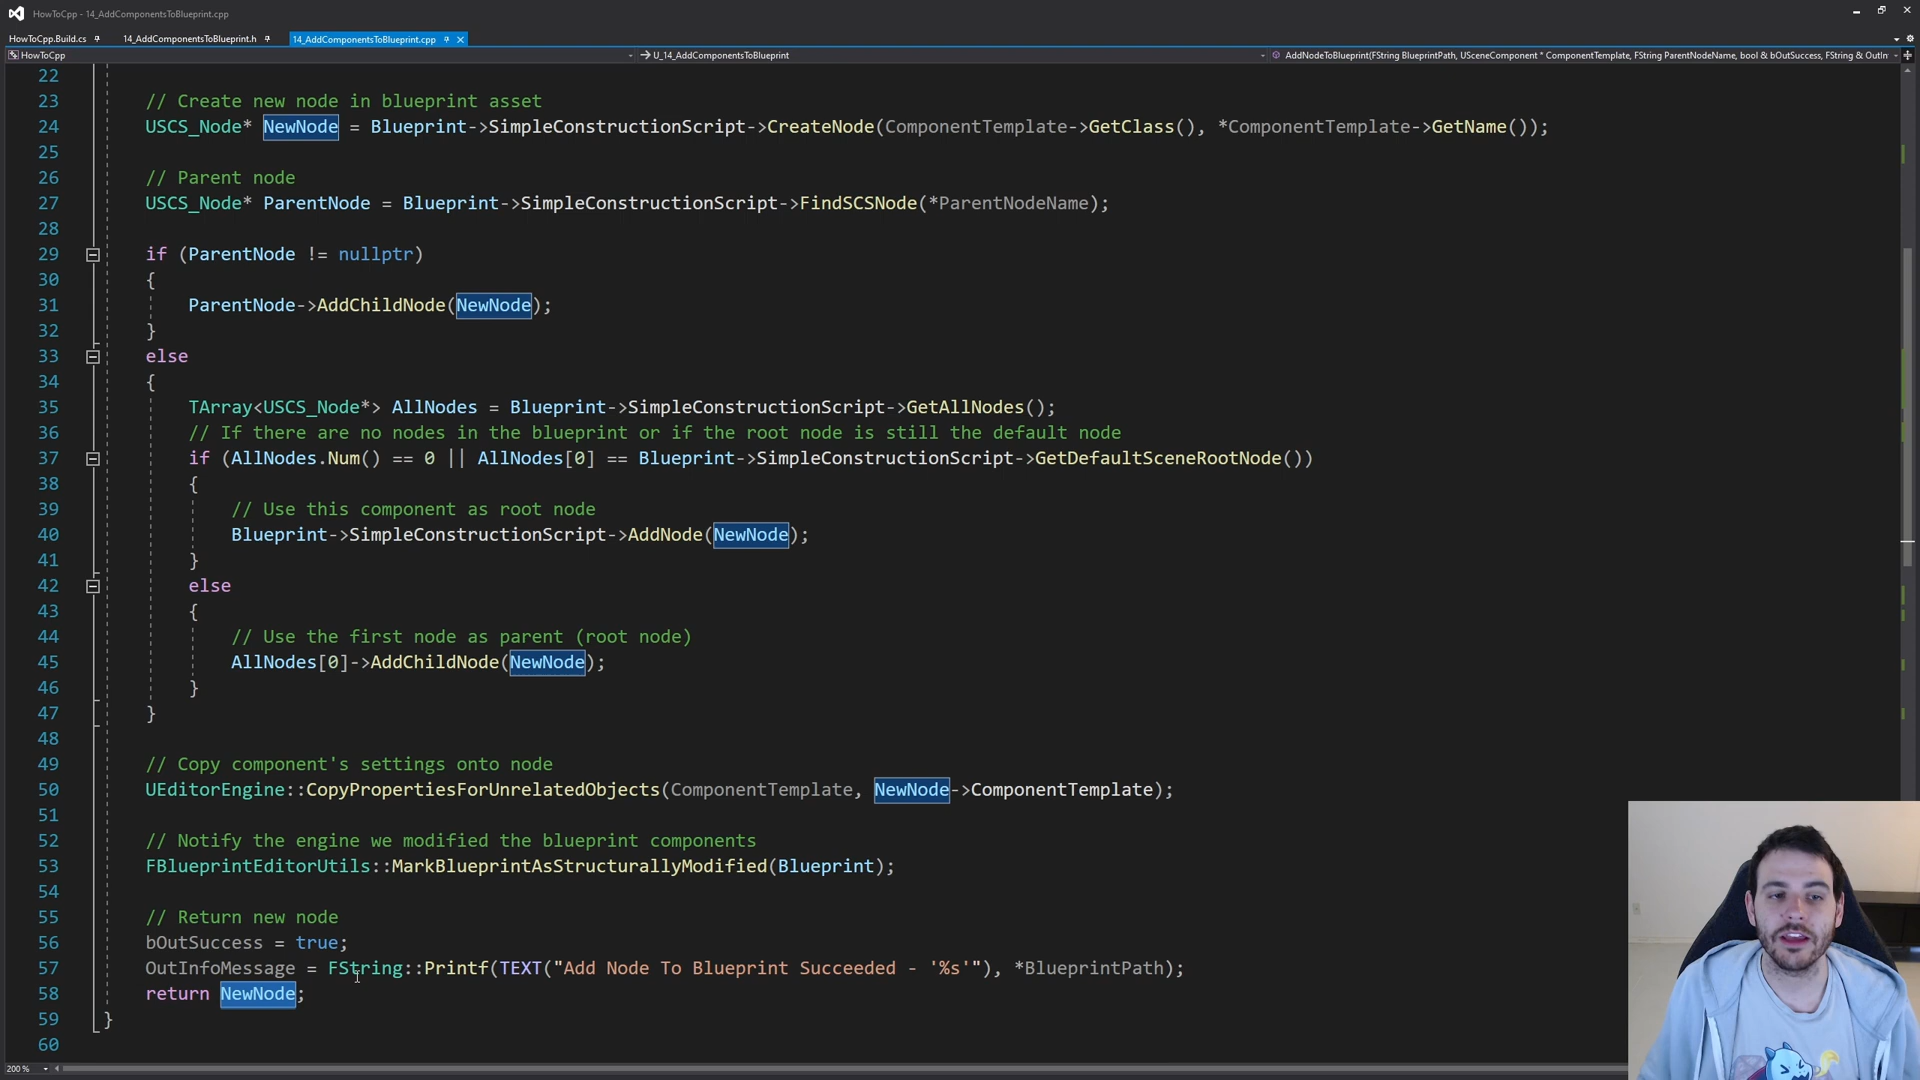 HowToCpp - 14_AddComponentsToBlueprint.cpp
HowToCpp.Build.cs 14_AddComponentsToBlueprint.h 14_AddComponentsToBlueprint.cpp
HowToCpp U_14_AddComponentsToBlueprint AddNodeToBlueprint(FString BlueprintPath, USceneComponent * ComponentTemplate, FString ParentNodeName, bool & bOutSuccess, FString & OutIn
22
23 // Create new node in blueprint asset
24 USCS_Node* NewNode = Blueprint->SimpleConstructionScript->CreateNode(ComponentTemplate->GetClass(), *ComponentTemplate->GetName());
25
26 // Parent node
27 USCS_Node* ParentNode = Blueprint->SimpleConstructionScript->FindSCSNode(*ParentNodeName);
28
29 if (ParentNode != nullptr)
30 {
31 ParentNode->AddChildNode(NewNode);
32 }
33 else
34 {
35 TArray<USCS_Node*> AllNodes = Blueprint->SimpleConstructionScript->GetAllNodes();
36 // If there are no nodes in the blueprint or if the root node is still the default node
37 if (AllNodes.Num() == 0 || AllNodes[0] == Blueprint->SimpleConstructionScript->GetDefaultSceneRootNode())
38 {
39 // Use this component as root node
40 Blueprint->SimpleConstructionScript->AddNode(NewNode);
41 }
42 else
43 {
44 // Use the first node as parent (root node)
45 AllNodes[0]->AddChildNode(NewNode);
46 }
47 }
48
49 // Copy component's settings onto node
50 UEditorEngine::CopyPropertiesForUnrelatedObjects(ComponentTemplate, NewNode->ComponentTemplate);
51
52 // Notify the engine we modified the blueprint components
53 FBlueprintEditorUtils::MarkBlueprintAsStructurallyModified(Blueprint);
54
55 // Return new node
56 bOutSuccess = true;
57 OutInfoMessage = FString::Printf(TEXT("Add Node To Blueprint Succeeded - '%s'"), *BlueprintPath);
58 return NewNode;
59 }
60
200 %